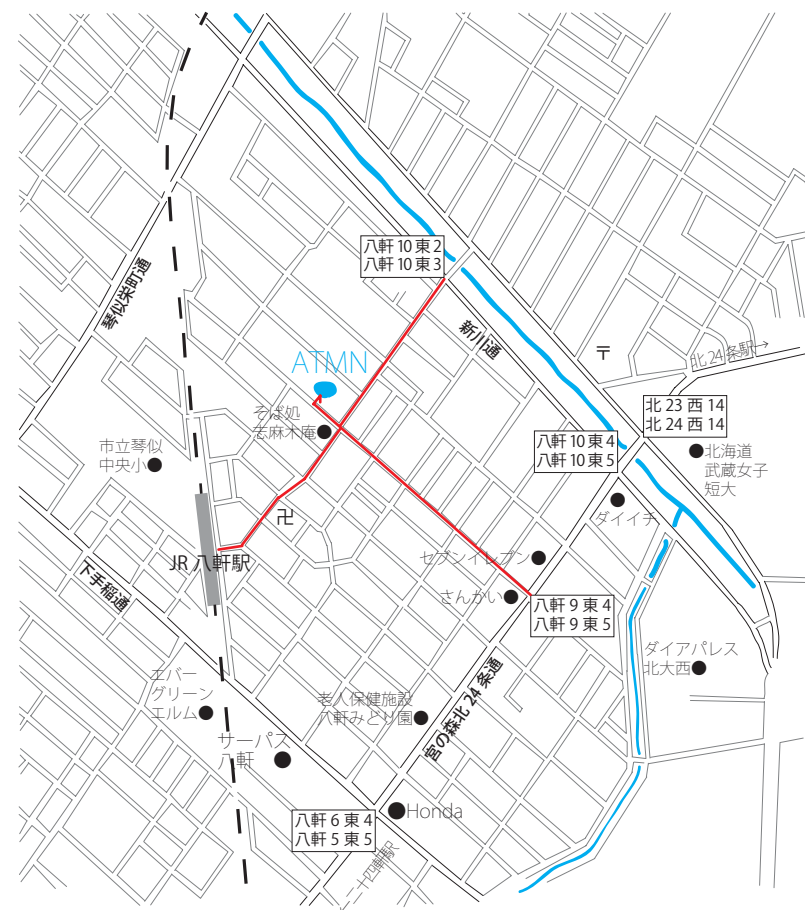 八軒 10 東 2
八軒 10 東 3
琴似栄町通
新川通
〒
北 24 条駅→
ATMN
そば処
志麻木庵
北 23 西 14
北 24 西 14
八軒 10 東 4
八軒 10 東 5
北海道
武蔵女子
短大
市立琴似
中央小
ダイイチ
卍
JR 八軒駅
セブンイレブン
さんかい
下手稲通
八軒 9 東 4
八軒 9 東 5
ダイアパレス
北大西
エバー
グリーン
エルム
老人保健施設
八軒みどり園
宮の森北 24 条通
サーパス
八軒
八軒 6 東 4
八軒 5 東 5
Honda
二十四軒駅